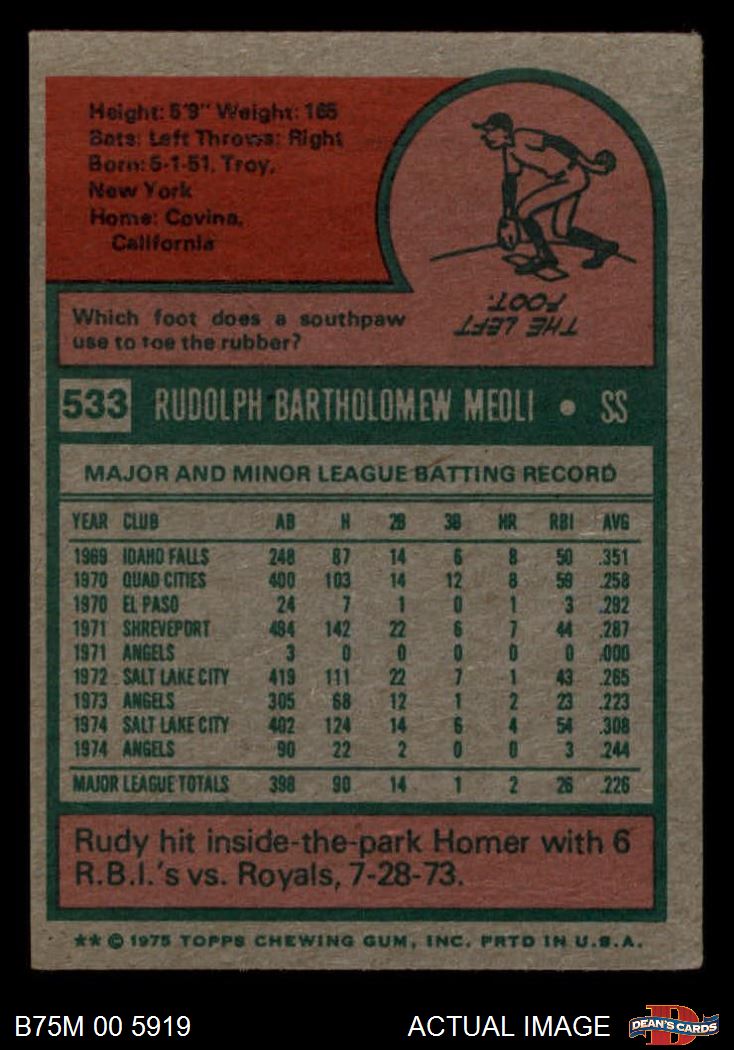 Height: 5'9" Weight: 165
Bats: Left Throws: Right
Born: 5-1-51, Troy,
New York
Home: Covina,
California
Which foot does a southpaw
use to toe the rubber?
THE LEFT
FOOT.
533 RUDOLPH BARTHOLOMEW MEOLI • SS
MAJOR AND MINOR LEAGUE BATTING RECORD
YEAR CLUB AB H 2B 3B HR RBI AVG
1969 IDAHO FALLS 248 87 14 6 8 50 .351
1970 QUAD CITIES 400 103 14 12 8 59 .258
1970 EL PASO 24 7 1 0 1 3 .292
1971 SHREVEPORT 494 142 22 6 7 44 .287
1971 ANGELS 3 0 0 0 0 0 .000
1972 SALT LAKE CITY 419 111 22 7 1 43 .265
1973 ANGELS 305 68 12 1 2 23 .223
1974 SALT LAKE CITY 402 124 14 6 4 54 .308
1974 ANGELS 90 22 2 0 0 3 .244
MAJOR LEAGUE TOTALS 398 90 14 1 2 26 .226
Rudy hit inside-the-park Homer with 6
R.B.I.'s vs. Royals, 7-28-73.
** © 1975 TOPPS CHEWING GUM, INC. PRTD IN U.S.A.
B75M 00 5919 ACTUAL IMAGE DEAN'S CARDS